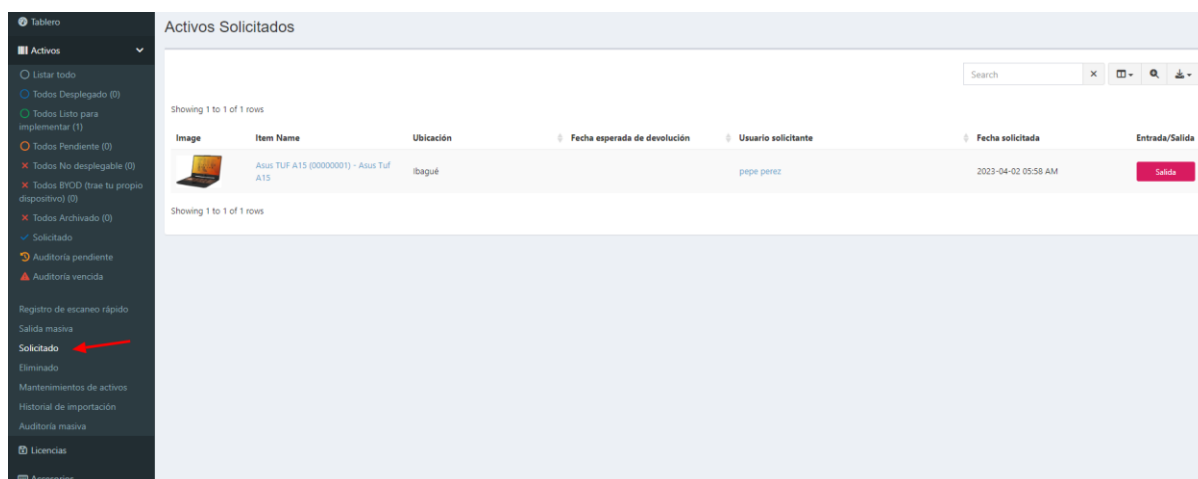 Tablero
Activos
Listar todo
Todos Desplegado (0)
Todos Listo para
implementar (1)
Todos Pendiente (0)
Todos No desplegable (0)
Todos BYOD (trae tu propio
dispositivo) (0)
Todos Archivado (0)
Solicitado
Auditoría pendiente
Auditoría vencida
Registro de escaneo rápido
Salida masiva
Solicitado
Eliminado
Mantenimientos de activos
Historial de importación
Auditoría masiva
Licencias
Accesorios
Activos Solicitados
Search
Showing 1 to 1 of 1 rows
Image Item Name Ubicación Fecha esperada de devolución Usuario solicitante Fecha solicitada Entrada/Salida
Asus TUF A15 (00000001) - Asus Tuf
A15 Ibagué pepe perez 2023-04-02 05:58 AM Salida
Showing 1 to 1 of 1 rows